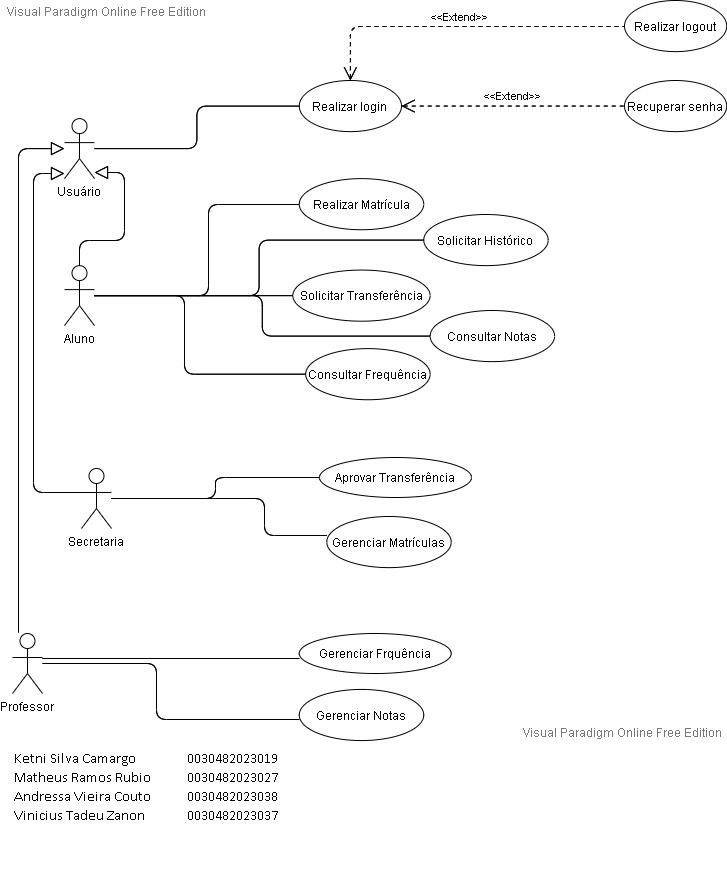 Visual Paradigm Online Free Edition
<<Extend>>
Realizar logout
<<Extend>>
Realizar login
Recuperar senha
Usuário
Realizar Matrícula
Solicitar Histórico
Solicitar Transferência
Aluno
Consultar Notas
Consultar Frequência
Aprovar Transferência
Secretaria
Gerenciar Matrículas
Gerenciar Frquência
Professor
Gerenciar Notas
Visual Paradigm Online Free Edition
Ketni Silva Camargo 0030482023019
Matheus Ramos Rubio 0030482023027
Andressa Vieira Couto 0030482023038
Vinicius Tadeu Zanon 0030482023037